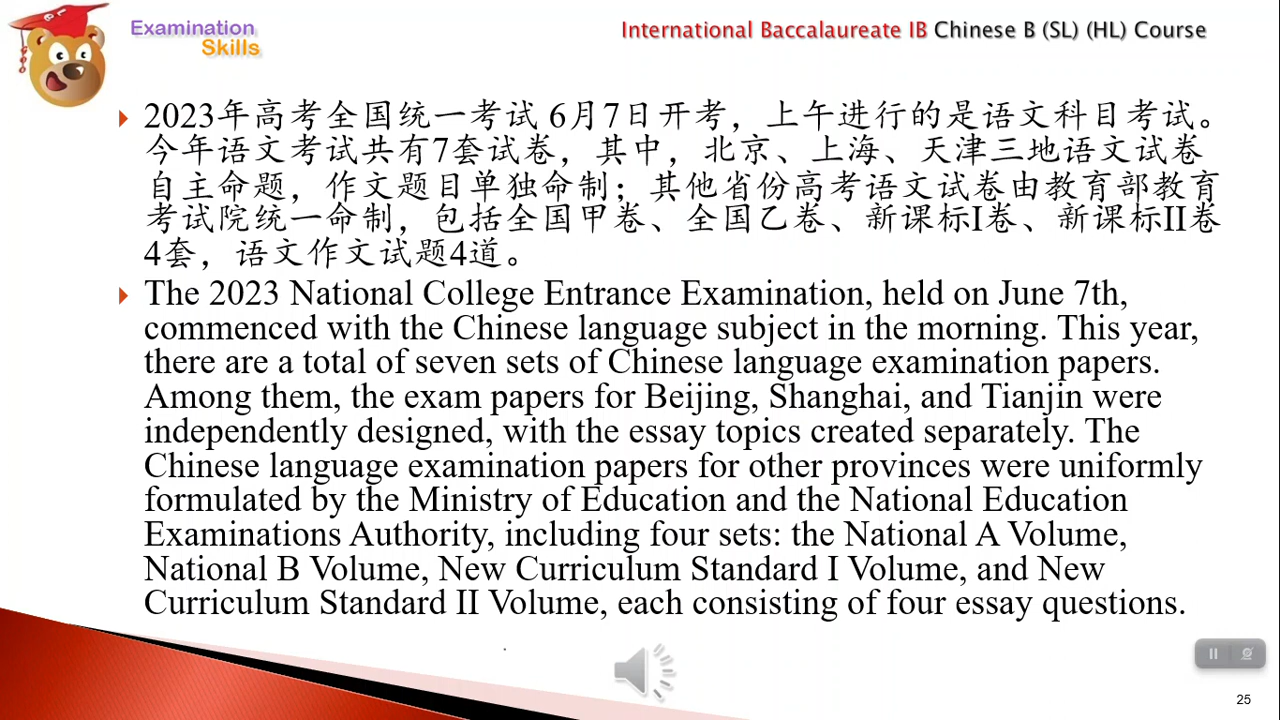 Examination
Skills
International Baccalaureate IB Chinese B (SL) (HL) Course
2023年高考全国统一考试 6月7日开考，上午进行的是语文科目考试。
今年语文考试共有7套试卷，其中，北京、上海、天津三地语文试卷
自主命题，作文题目单独命制；其他省份高考语文试卷由教育部教育
考试院统一命制，包括全国甲卷、全国乙卷、新课标I卷、新课标II卷
4套，语文作文试题4道。
The 2023 National College Entrance Examination, held on June 7th,
commenced with the Chinese language subject in the morning. This year,
there are a total of seven sets of Chinese language examination papers.
Among them, the exam papers for Beijing, Shanghai, and Tianjin were
independently designed, with the essay topics created separately. The
Chinese language examination papers for other provinces were uniformly
formulated by the Ministry of Education and the National Education
Examinations Authority, including four sets: the National A Volume,
National B Volume, New Curriculum Standard I Volume, and New
Curriculum Standard II Volume, each consisting of four essay questions.
25